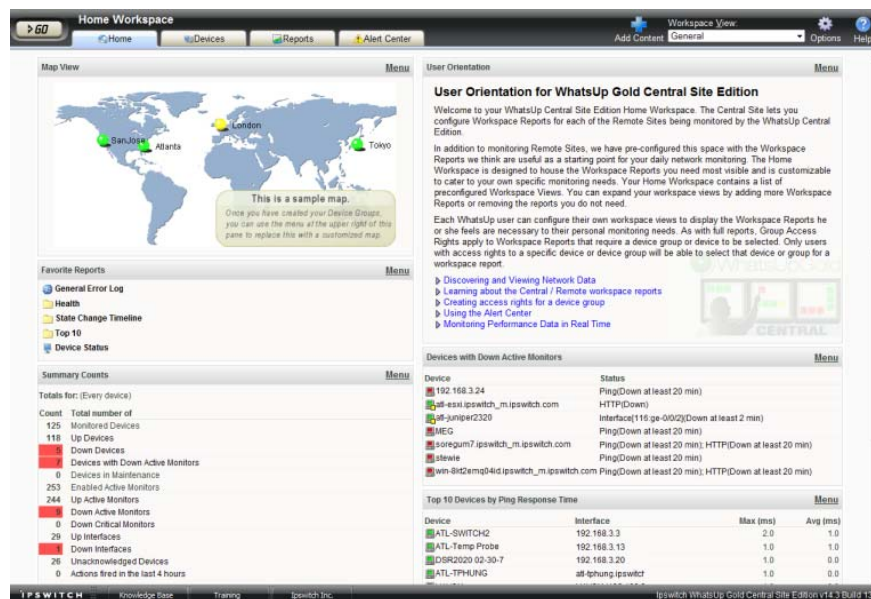 GO
Home Workspace
Home
Devices
Reports
Alert Center
Add Content
Workspace View:
General
Options
Help
Map View
Menu
SanJose
Atlanta
London
Tokyo
This is a sample map.
Once you have created your Device Groups,
you can use the menu at the upper right of this
pane to replace this with a customized map.
Favorite Reports
Menu
General Error Log
Health
State Change Timeline
Top 10
Device Status
Summary Counts
Menu
Totals for: (Every device)
Count Total number of
125 Monitored Devices
118 Up Devices
5 Down Devices
7 Devices with Down Active Monitors
0 Devices in Maintenance
253 Enabled Active Monitors
244 Up Active Monitors
9 Down Active Monitors
0 Down Critical Monitors
29 Up Interfaces
1 Down Interfaces
26 Unacknowledged Devices
0 Actions fired in the last 4 hours
User Orientation
Menu
User Orientation for WhatsUp Gold Central Site Edition
Welcome to your WhatsUp Central Site Edition Home Workspace. The Central Site lets you
configure Workspace Reports for each of the Remote Sites being monitored by the WhatsUp Central
Edition.
In addition to monitoring Remote Sites, we have pre-configured this space with the Workspace
Reports we think are useful as a starting point for your daily network monitoring. The Home
Workspace is designed to house the Workspace Reports you need most visible and is customizable
to cater to your own specific monitoring needs. Your Home Workspace contains a list of
preconfigured Workspace Views. You can expand your workspace views by adding more Workspace
Reports or removing the reports you do not need.
Each WhatsUp user can configure their own workspace views to display the Workspace Reports he
or she feels are necessary to their personal monitoring needs. As with full reports, Group Access
Rights apply to Workspace Reports that require a device group or device to be selected. Only users
with access rights to a specific device or device group will be able to select that device or group for a
workspace report.
WhatsUpGold
CENTRAL
Discovering and Viewing Network Data
Learning about the Central / Remote workspace reports
Creating access rights for a device group
Using the Alert Center
Monitoring Performance Data in Real Time
Devices with Down Active Monitors
Menu
Device Status
192.168.3.24 Ping(Down at least 20 min)
atl-esxi.ipswitch_m.ipswitch.com HTTP(Down)
atl-juniper2320 Interface[116:ge-0/0/2](Down at least 2 min)
MEG Ping(Down at least 20 min)
soregum7.ipswitch_m.ipswitch.com Ping(Down at least 20 min); HTTP(Down at least 20 min)
stewie Ping(Down at least 20 min)
win-8kt2emq04id.ipswitch_m.ipswitch.com Ping(Down at least 20 min); HTTP(Down at least 20 min)
Top 10 Devices by Ping Response Time
Menu
Device Interface Max (ms) Avg (ms)
ATL-SWITCH2 192.168.3.3 2.0 1.0
ATL-Temp Probe 192.168.3.13 1.0 1.0
DSR2020 02-30-7 192.168.3.20 1.0 0.0
ATL-TPHUNG atl-tphung.ipswitch 1.0 0.0
IPSWITCH
Knowledge Base
Training
Ipswitch Inc.
Ipswitch WhatsUp Gold Central Site Edition v14.3 Build 13